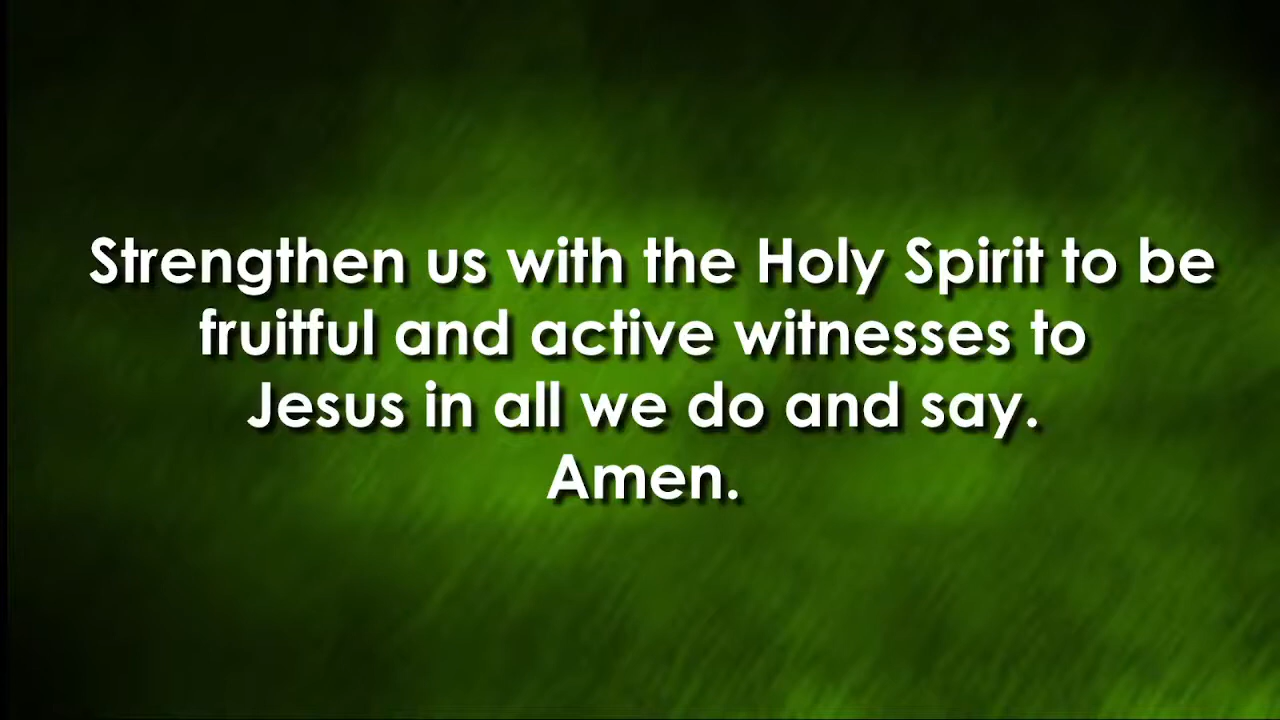 Strengthen us with the Holy Spirit to be
fruitful and active witnesses to
Jesus in all we do and say.
Amen.